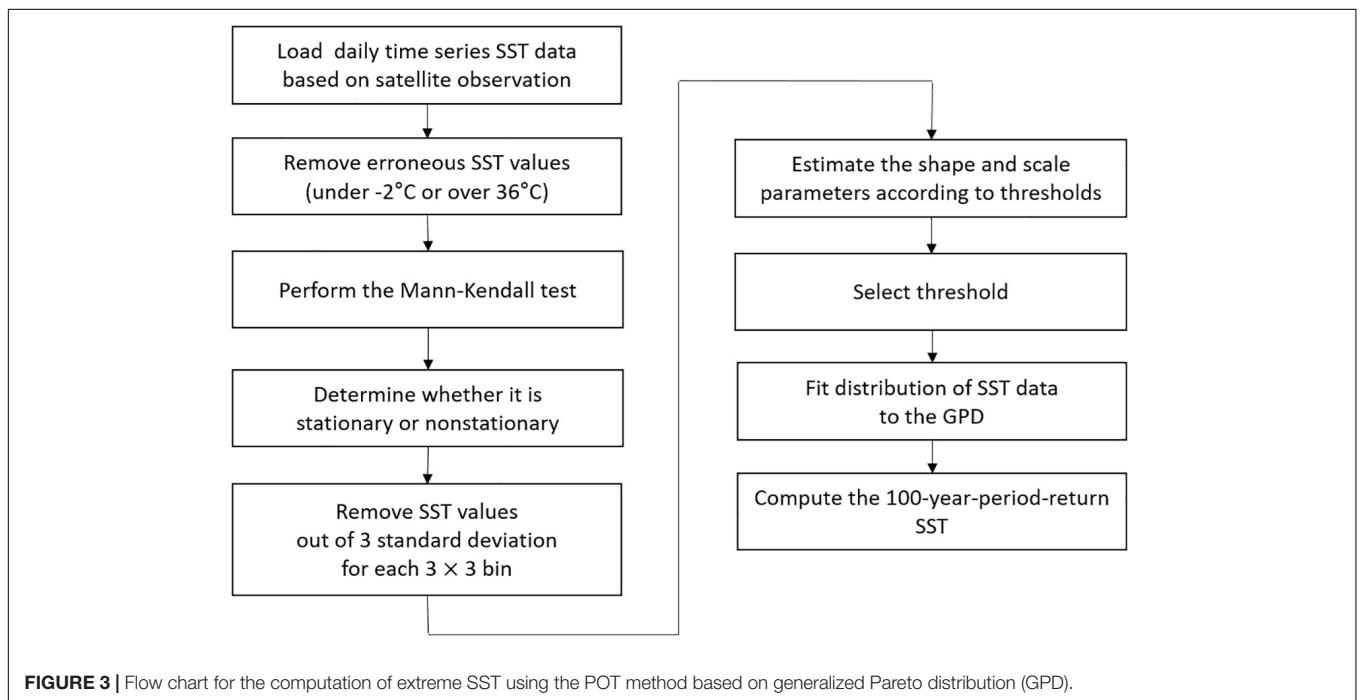 Load daily time series SST data
based on satellite observation
Remove erroneous SST values
(under -2°C or over 36°C)
Perform the Mann-Kendall test
Determine whether it is
stationary or nonstationary
Remove SST values
out of 3 standard deviation
for each 3 × 3 bin
Estimate the shape and scale
parameters according to thresholds
Select threshold
Fit distribution of SST data
to the GPD
Compute the 100-year-period-return
SST
FIGURE 3 | Flow chart for the computation of extreme SST using the POT method based on generalized Pareto distribution (GPD).